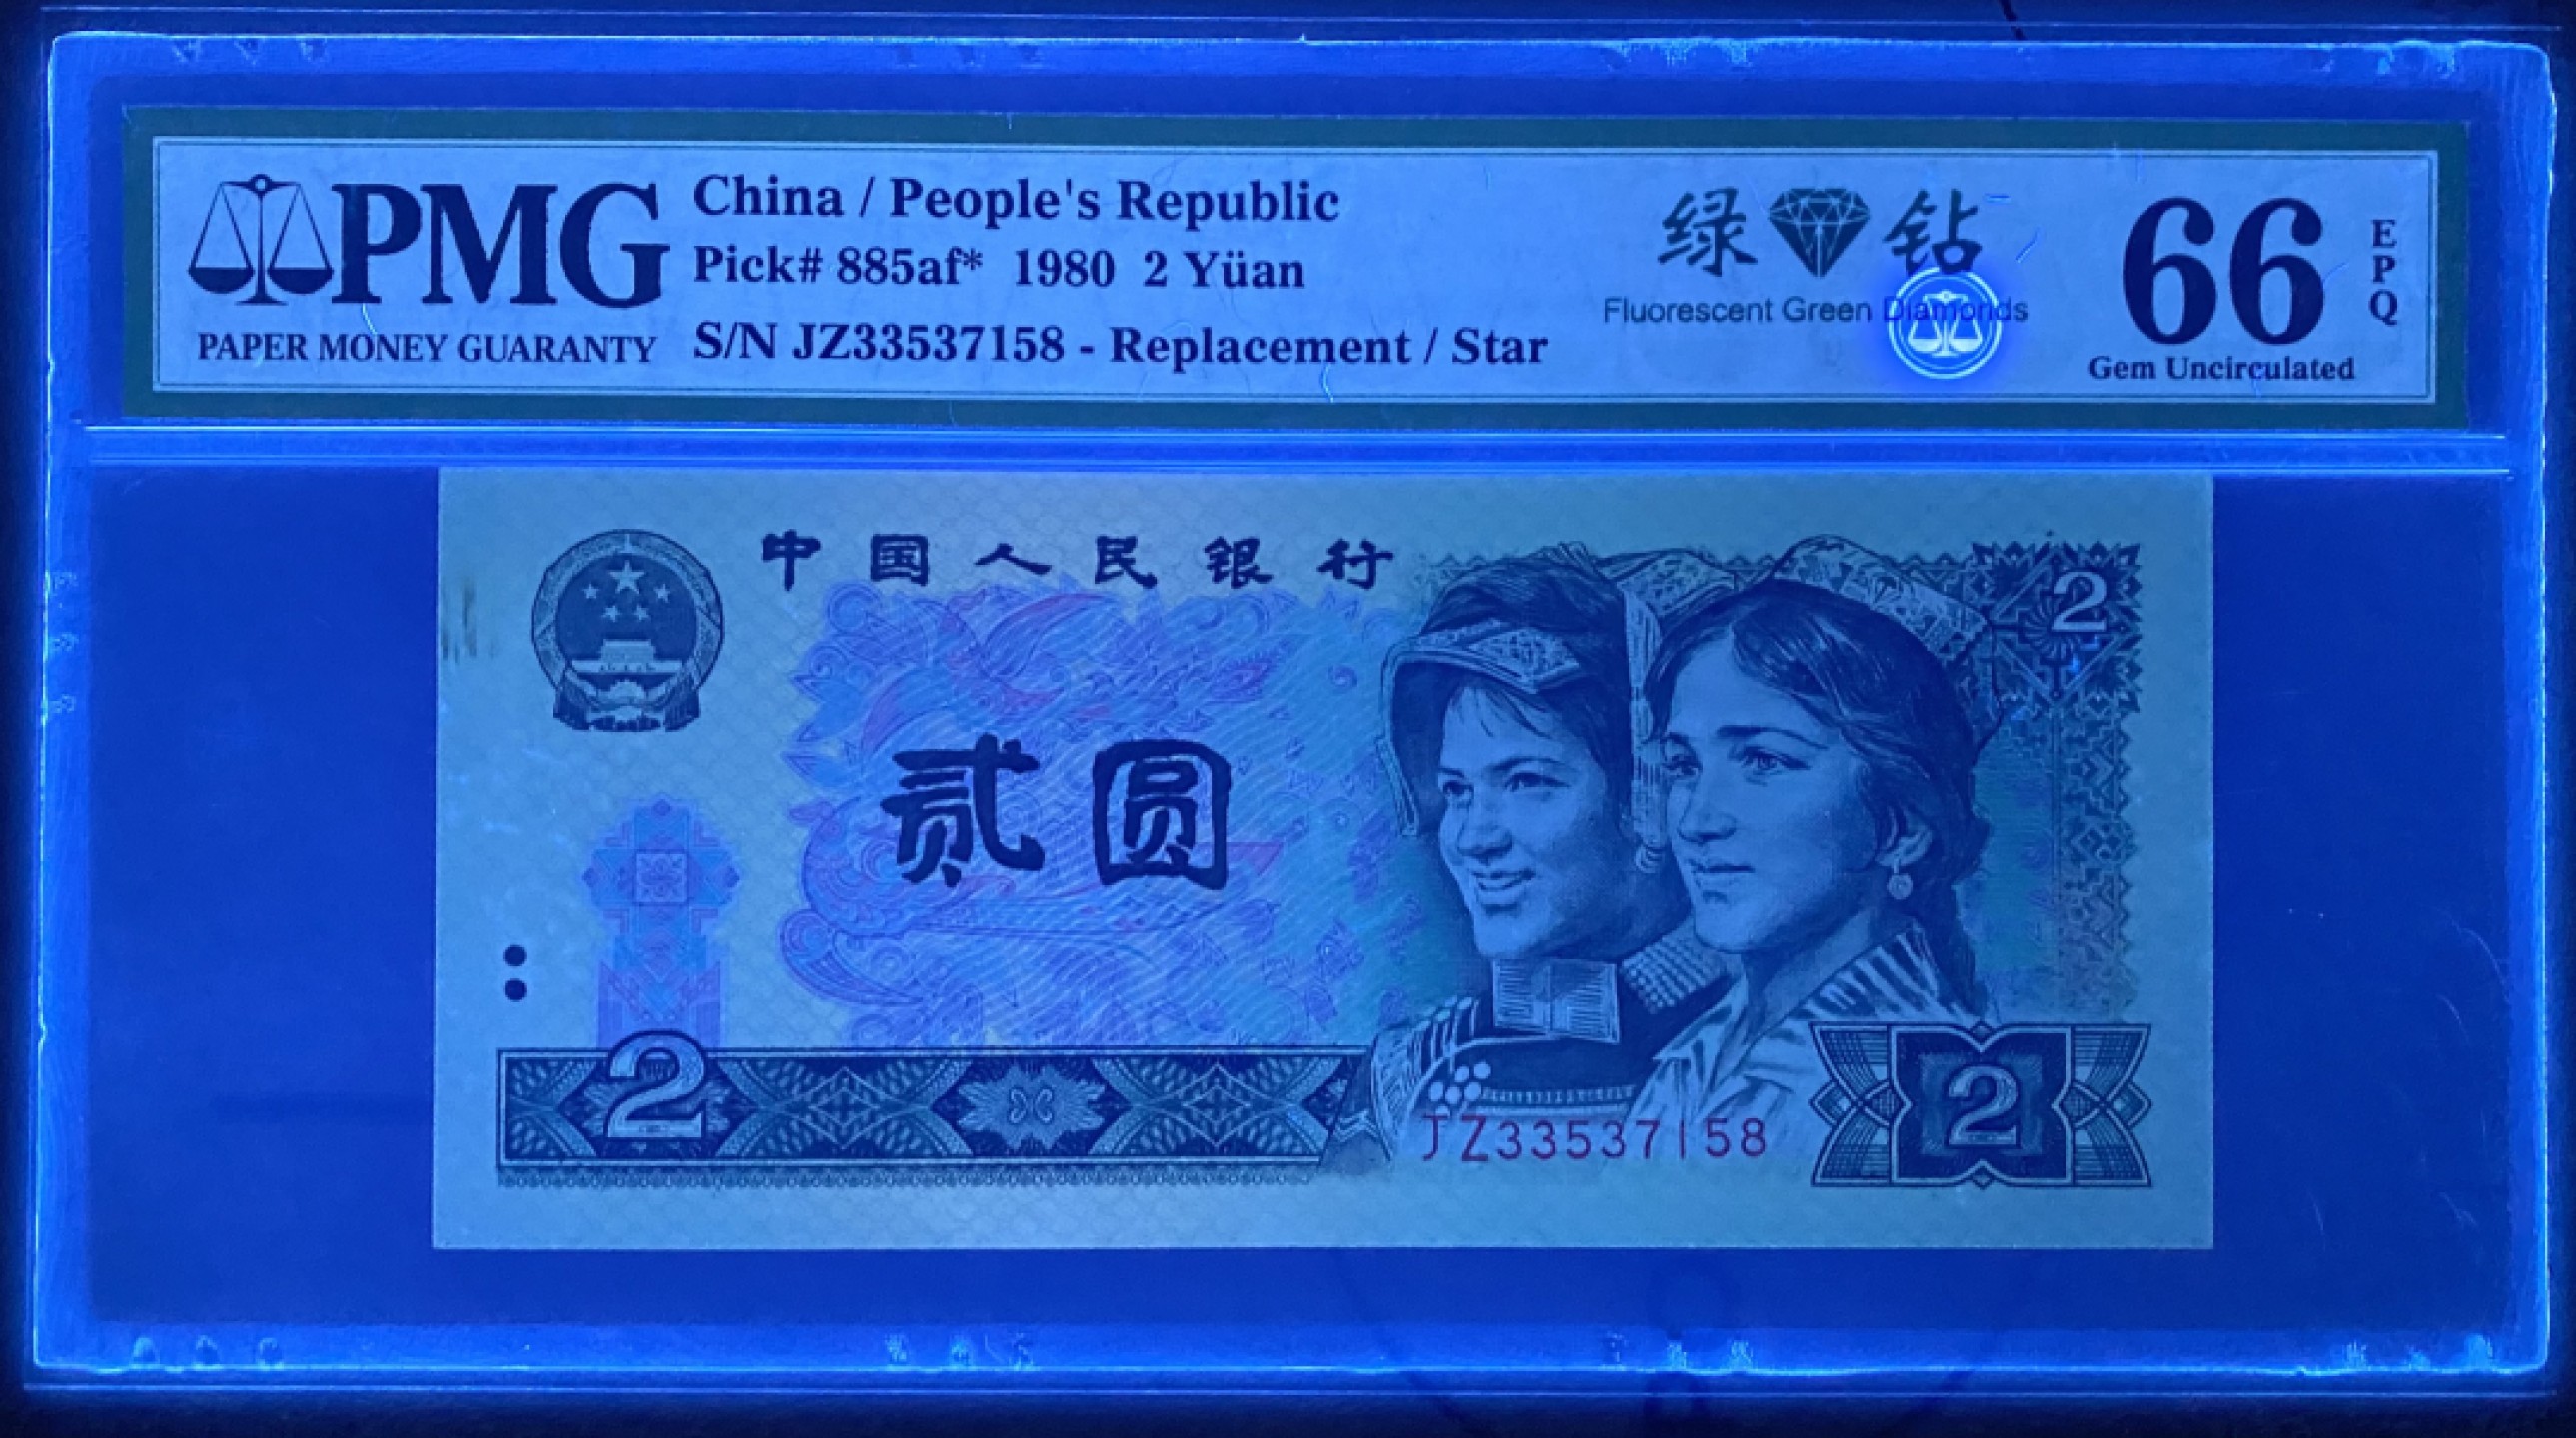 PMG
PAPER MONEY GUARANTY
China / People's Republic
Pick# 885af* 1980 2 Yüan
S/N JZ33537158 - Replacement / Star
绿钻
Fluorescent Green Diamonds
66
EPQ
Gem Uncirculated
中国人民银行
2
贰圆
2
JZ33537158
2